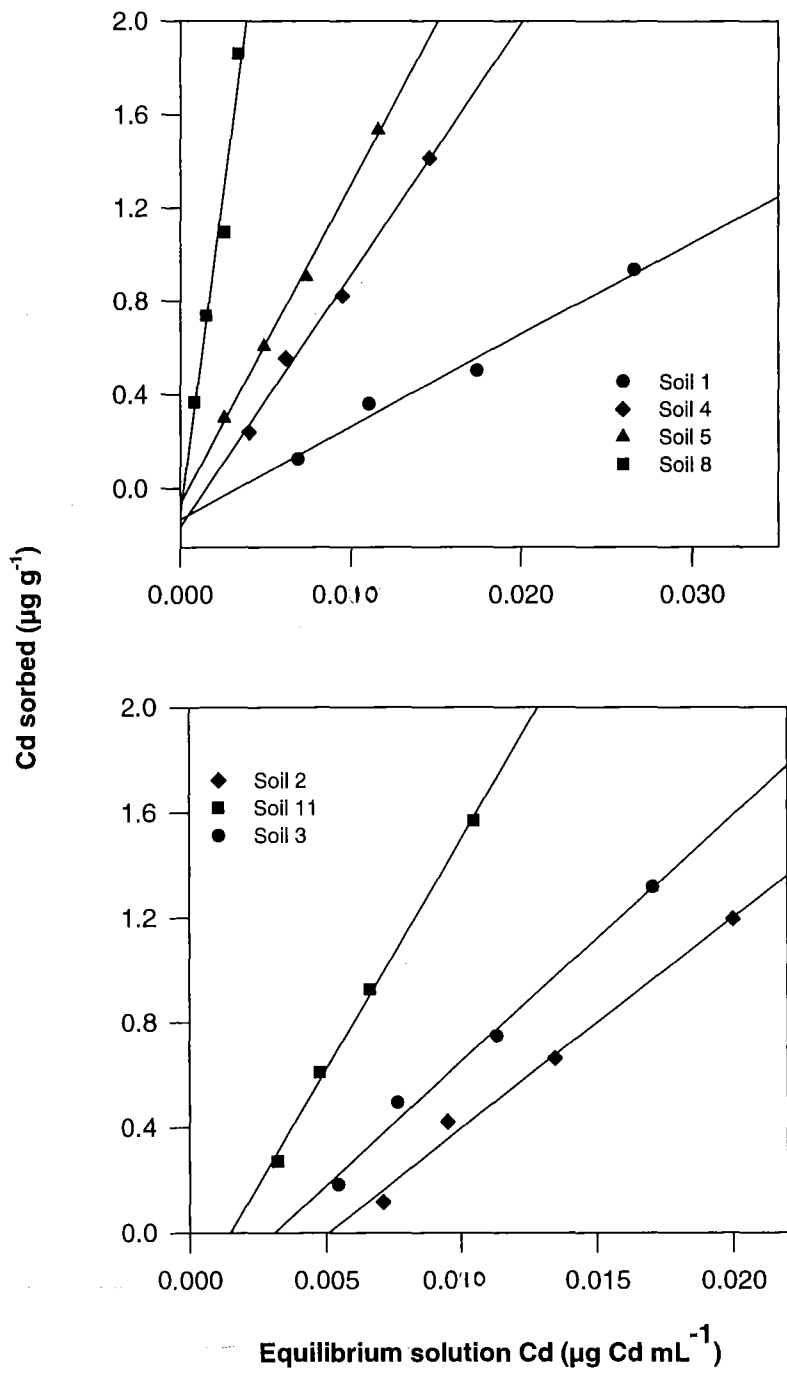 2.0
1.6
1.2
0.8
0.4
0.0
Soil 1
Soil 4
Soil 5
Soil 8
0.000 0.010 0.020 0.030
Cd sorbed (µg g-1)
2.0
1.6
1.2
0.8
0.4
0.0
Soil 2
Soil 11
Soil 3
0.000 0.005 0.010 0.015 0.020
Equilibrium solution Cd (µg Cd mL-1)